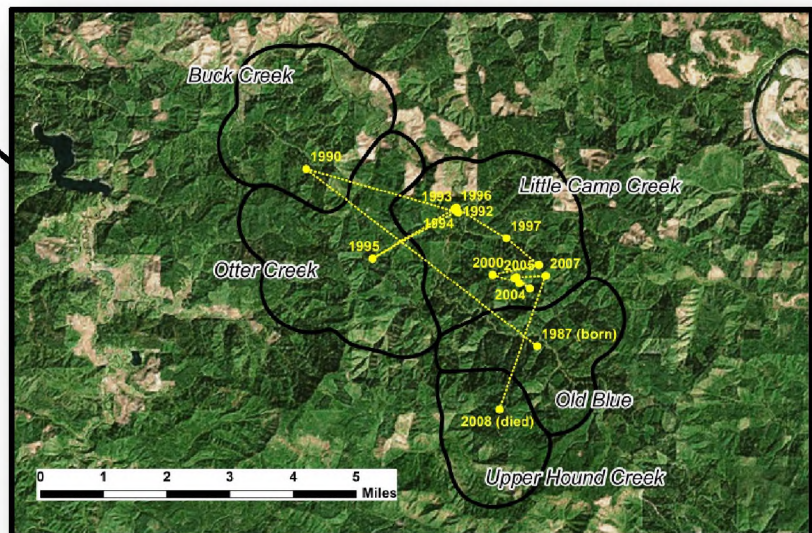 Buck Creek
1990
1993 1996
1992
1994
Little Camp Creek
1997
1995
Otter Creek
2000 2005 2007
2004
1987 (born)
Old Blue
2008 (died)
Upper Hound Creek
0 1 2 3 4 5
Miles